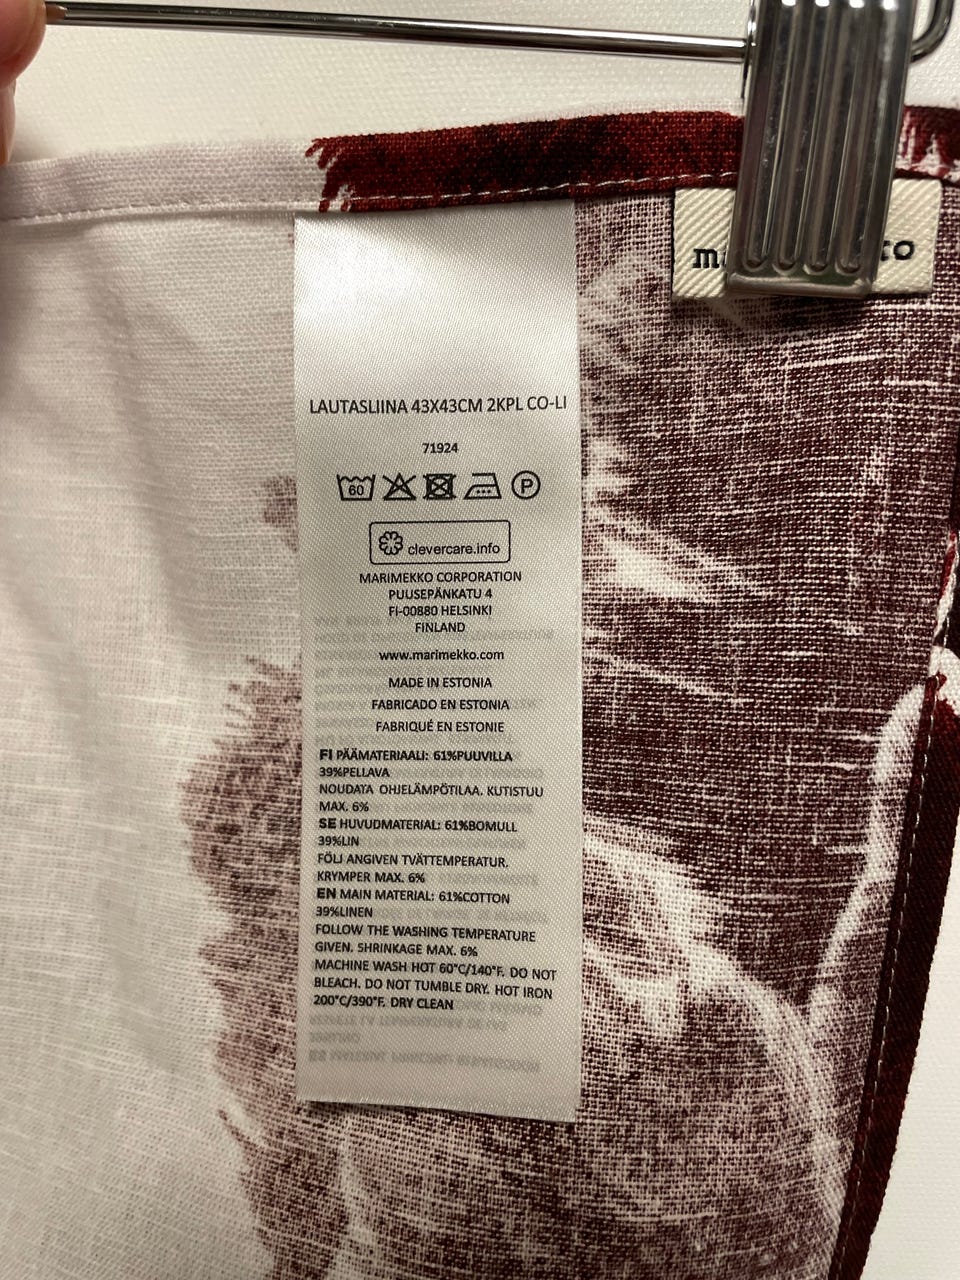 LAUTASLIINA 43X43CM 2KPL CO-LI
71924
60 P
clevercare.info
MARIMEKKO CORPORATION
PUUSEPÄNKATU 4
FI-00880 HELSINKI
FINLAND
www.marimekko.com
MADE IN ESTONIA
FABRICADO EN ESTONIA
FABRIQUÉ EN ESTONIE
FI PÄÄMATERIAALI: 61%PUUVILLA
39%PELLAVA
NOUDATA OHJELÄMPÖTILAA. KUTISTUU
MAX. 6%
SE HUVUDMATERIAL: 61%BOMULL
39%LIN
FÖLJ ANGIVEN TVÄTTEMPERATUR.
KRYMPER MAX. 6%
EN MAIN MATERIAL: 61%COTTON
39%LINEN
FOLLOW THE WASHING TEMPERATURE
GIVEN. SHRINKAGE MAX. 6%
MACHINE WASH HOT 60°C/140°F. DO NOT
BLEACH. DO NOT TUMBLE DRY. HOT IRON
200°C/390°F. DRY CLEAN